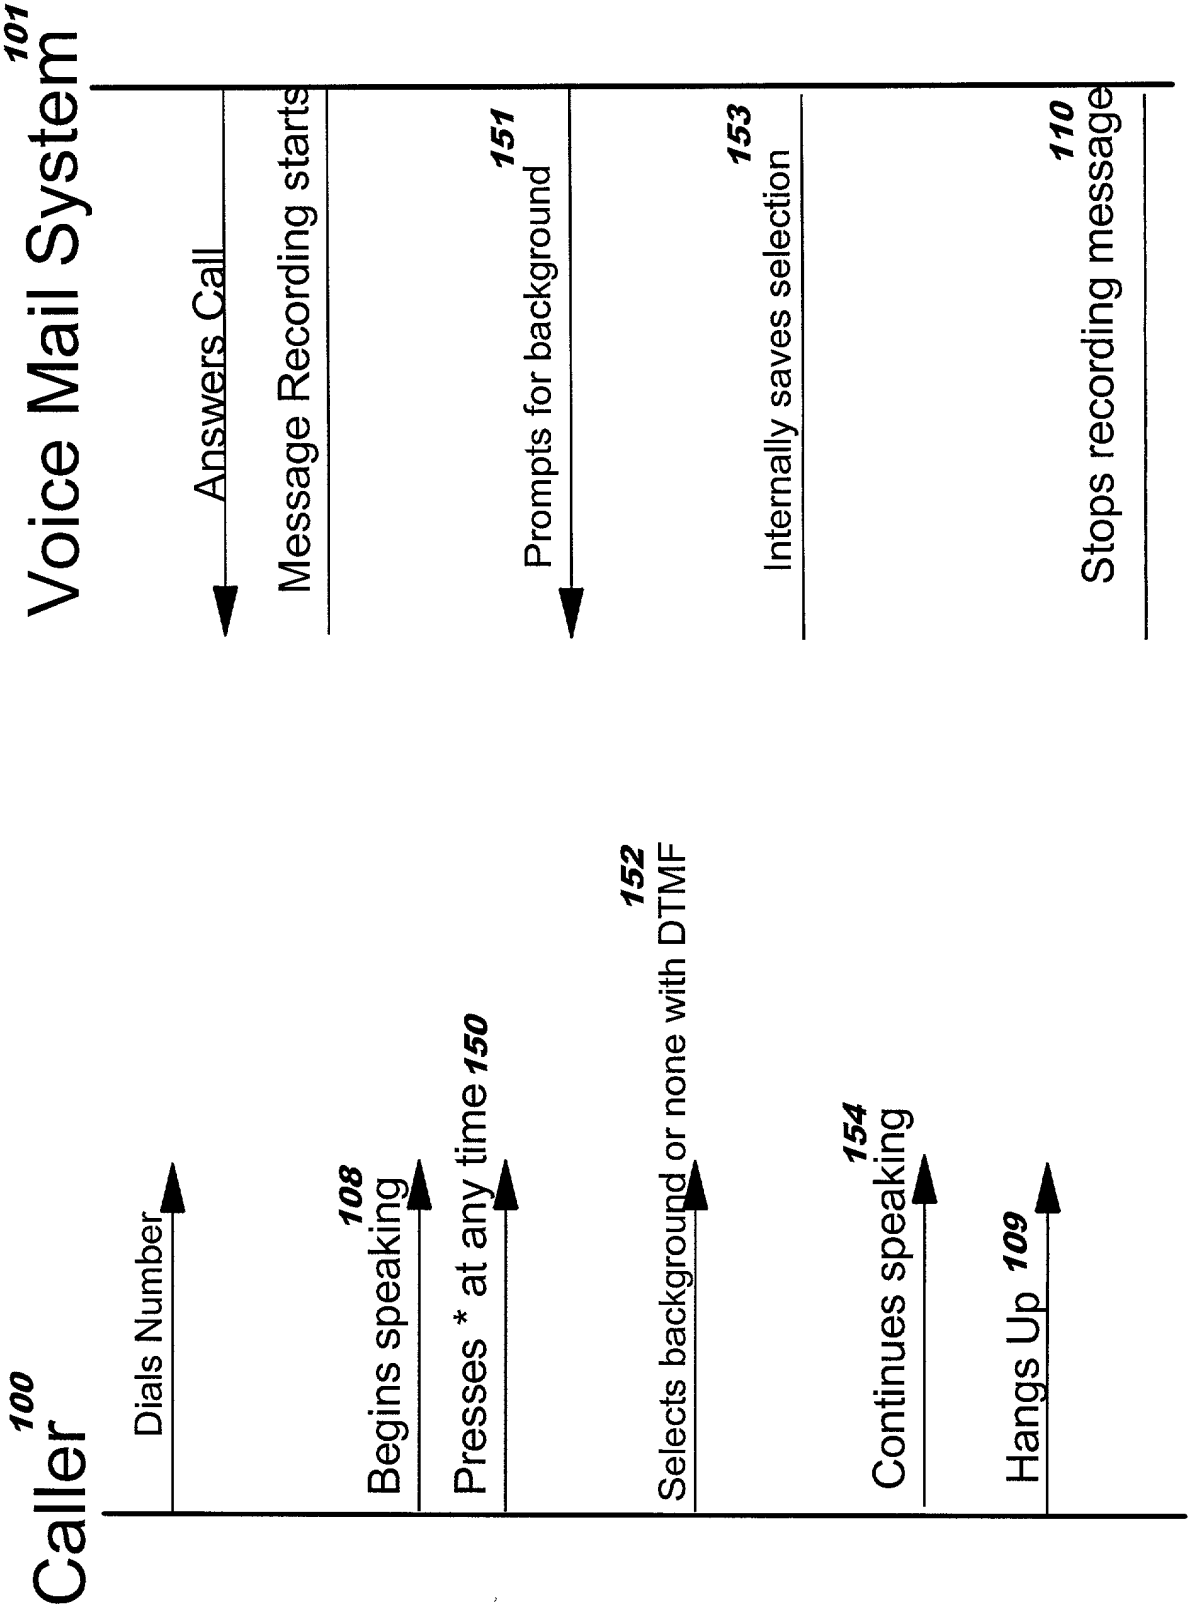 Caller 100
Voice Mail System 101
Dials Number
Answers Call
Message Recording starts
Begins speaking 108
Presses * at any time 150
Prompts for background 151
Selects background or none with DTMF 152
Internally saves selection 153
Continues speaking 154
Hangs Up 109
Stops recording message 110